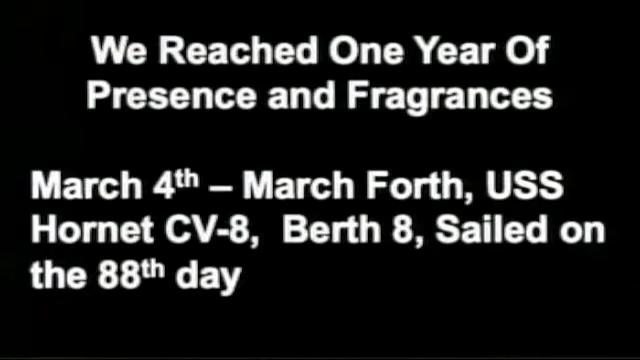 We Reached One Year Of
Presence and Fragrances
March 4th – March Forth, USS
Hornet CV-8,  Berth 8, Sailed on
the 88th day